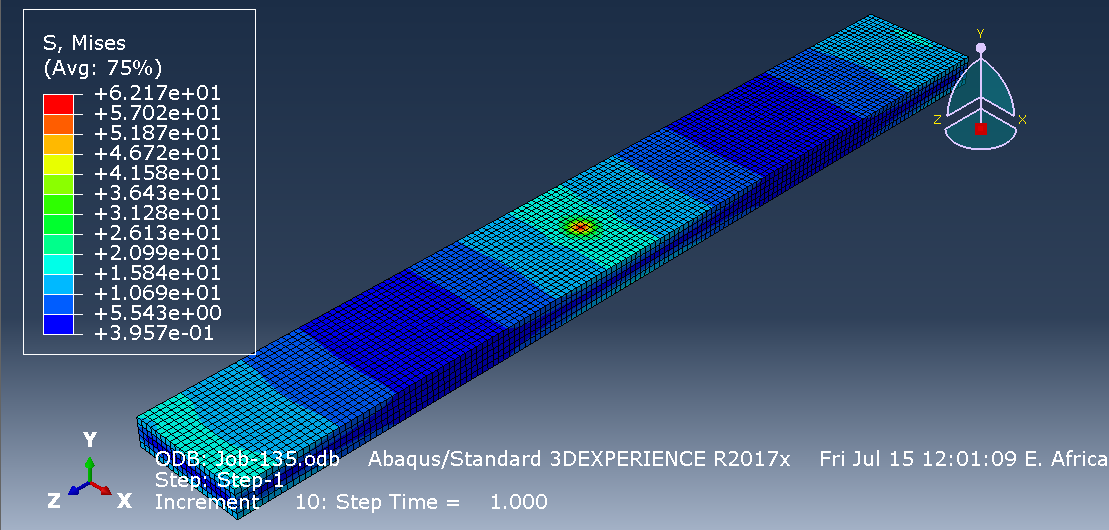 S, Mises
(Avg: 75%)
+6.217e+01
+5.702e+01
+5.187e+01
+4.672e+01
+4.158e+01
+3.643e+01
+3.128e+01
+2.613e+01
+2.099e+01
+1.584e+01
+1.069e+01
+5.543e+00
+3.957e-01
Y
Z X
Y
Z X
ODB: Job-135.odb Abaqus/Standard 3DEXPERIENCE R2017x Fri Jul 15 12:01:09 E. Africa
Step: Step-1
Increment 10: Step Time = 1.000